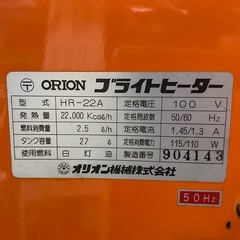 〒 ORION ブライトヒーター
型式 HR-22A 定格電圧 100 V
発熱量 22,000 Kcal/h 定格周波数 50/60 Hz
燃料消費量 2.5 ℓ/h 定格電流 1.45/1.3 A
タンク容量 27 ℓ 定格消費電力 115/110 W
使用燃料 白灯油 製造番号 904143
オリオン機械株式会社
50Hz